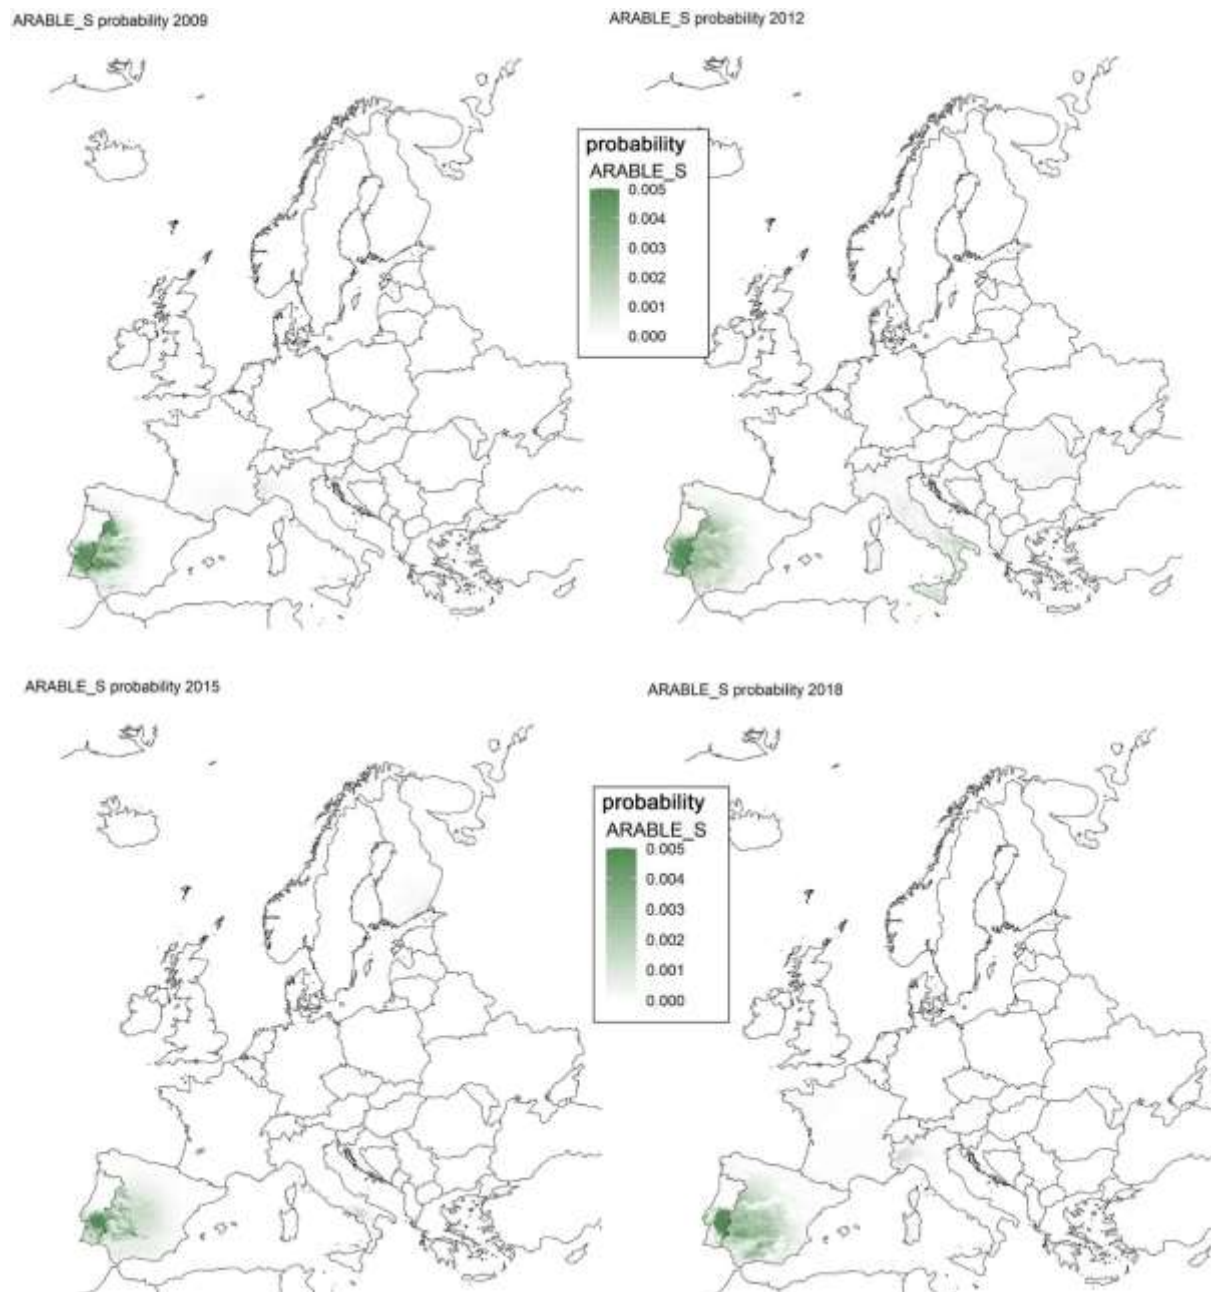 ARABLE_S probability 2009
ARABLE_S probability 2012
probability
ARABLE_S
0.005
0.004
0.003
0.002
0.001
0.000
ARABLE_S probability 2015
ARABLE_S probability 2018
probability
ARABLE_S
0.005
0.004
0.003
0.002
0.001
0.000